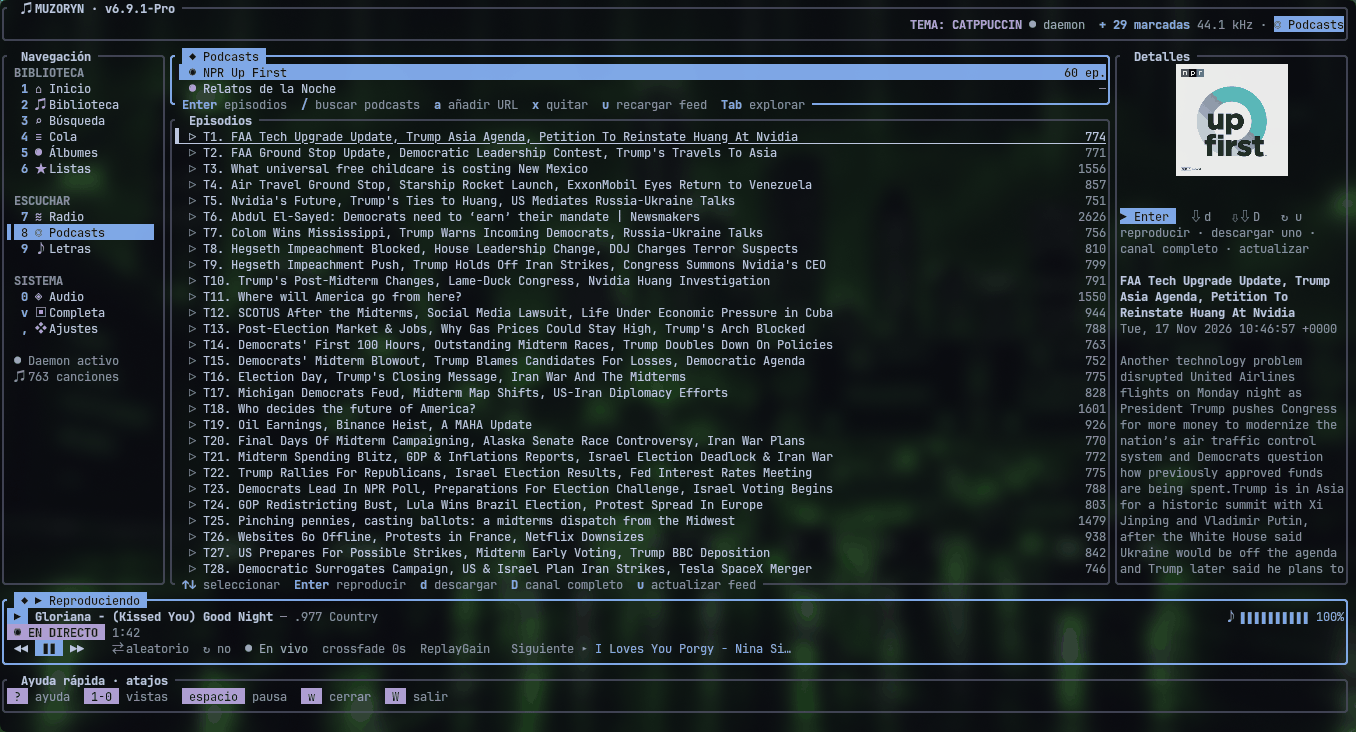 ♫MUZORYN · v6.9.1-Pro
TEMA: CATPPUCCIN ● daemon + 29 marcadas 44.1 kHz · Podcasts
Navegación
BIBLIOTECA
1 ⌂ Inicio
2 ♫Biblioteca
3 ⌕ Búsqueda
4 ≡ Cola
5 ● Álbumes
6 ★Listas
ESCUCHAR
7 ≋ Radio
8 Podcasts
9 ♪Letras
SISTEMA
0 ◈ Audio
v ▣Completa
, ❖Ajustes
● Daemon activo
♫763 canciones
◆ Podcasts
◉ NPR Up First 60 ep.
● Relatos de la Noche —
Enter episodios / buscar podcasts a añadir URL x quitar u recargar feed Tab explorar
Episodios
▷ T1. FAA Tech Upgrade Update, Trump Asia Agenda, Petition To Reinstate Huang At Nvidia 774
▷ T2. FAA Ground Stop Update, Democratic Leadership Contest, Trump's Travels To Asia 771
▷ T3. What universal free childcare is costing New Mexico 1556
▷ T4. Air Travel Ground Stop, Starship Rocket Launch, ExxonMobil Eyes Return to Venezuela 857
▷ T5. Nvidia's Future, Trump's Ties to Huang, US Mediates Russia-Ukraine Talks 751
▷ T6. Abdul El-Sayed: Democrats need to ‘earn’ their mandate | Newsmakers 2626
▷ T7. Colom Wins Mississippi, Trump Warns Incoming Democrats, Russia-Ukraine Talks 756
▷ T8. Hegseth Impeachment Blocked, House Leadership Change, DOJ Charges Terror Suspects 810
▷ T9. Hegseth Impeachment Push, Trump Holds Off Iran Strikes, Congress Summons Nvidia's CEO 799
▷ T10. Trump's Post-Midterm Changes, Lame-Duck Congress, Nvidia Huang Investigation 791
▷ T11. Where will America go from here? 1550
▷ T12. SCOTUS After the Midterms, Social Media Lawsuit, Life Under Economic Pressure in Cuba 944
▷ T13. Post-Election Market & Jobs, Why Gas Prices Could Stay High, Trump's Arch Blocked 788
▷ T14. Democrats' First 100 Hours, Outstanding Midterm Races, Trump Doubles Down On Policies 763
▷ T15. Democrats' Midterm Blowout, Trump Blames Candidates For Losses, Democratic Agenda 752
▷ T16. Election Day, Trump's Closing Message, Iran War And The Midterms 775
▷ T17. Michigan Democrats Feud, Midterm Map Shifts, US-Iran Diplomacy Efforts 828
▷ T18. Who decides the future of America? 1601
▷ T19. Oil Earnings, Binance Heist, A MAHA Update 926
▷ T20. Final Days Of Midterm Campaigning, Alaska Senate Race Controversy, Iran War Plans 770
▷ T21. Midterm Spending Blitz, GDP & Inflations Reports, Israel Election Deadlock & Iran War 772
▷ T22. Trump Rallies For Republicans, Israel Election Results, Fed Interest Rates Meeting 775
▷ T23. Democrats Lead In NPR Poll, Preparations For Election Challenge, Israel Voting Begins 788
▷ T24. GOP Redistricting Bust, Lula Wins Brazil Election, Protest Spread In Europe 803
▷ T25. Pinching pennies, casting ballots: a midterms dispatch from the Midwest 1479
▷ T26. Websites Go Offline, Protests in France, Netflix Downsizes 938
▷ T27. US Prepares For Possible Strikes, Midterm Early Voting, Trump BBC Deposition 842
▷ T28. Democratic Surrogates Campaign, US & Israel Plan Iran Strikes, Tesla SpaceX Merger 746
↑↓ seleccionar Enter reproducir d descargar D canal completo u actualizar feed
Detalles
npr
up
first
▶ Enter ⇩d ⇩⇩D ↻ u
reproducir · descargar uno ·
canal completo · actualizar
FAA Tech Upgrade Update, Trump
Asia Agenda, Petition To
Reinstate Huang At Nvidia
Tue, 17 Nov 2026 10:46:57 +0000
Another technology problem
disrupted United Airlines
flights on Monday night as
President Trump pushes Congress
for more money to modernize the
nation's air traffic control
system and Democrats question
how previously approved funds
are being spent.Trump is in Asia
for a historic summit with Xi
Jinping and Vladimir Putin,
after the White House said
Ukraine would be off the agenda
and Trump later said he plans to
◆ ▶ Reproduciendo
▶ Gloriana - (Kissed You) Good Night — .977 Country ♪ 100%
◉ EN DIRECTO 1:42
◀◀ ▮▮ ▶▶ ⇄aleatorio ↻ no ● En vivo crossfade 0s ReplayGain Siguiente ▸ I Loves You Porgy - Nina Si…
Ayuda rápida · atajos
? ayuda 1-0 vistas espacio pausa w cerrar W salir